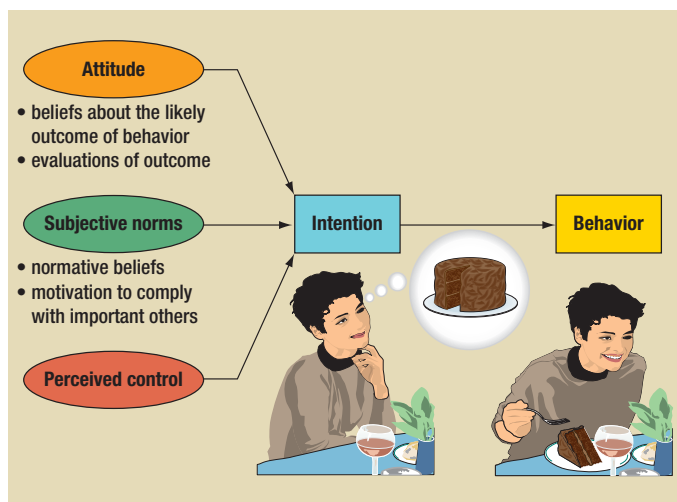 Attitude
• beliefs about the likely
outcome of behavior
• evaluations of outcome
Subjective norms
Intention
Behavior
• normative beliefs
• motivation to comply
with important others
Perceived control